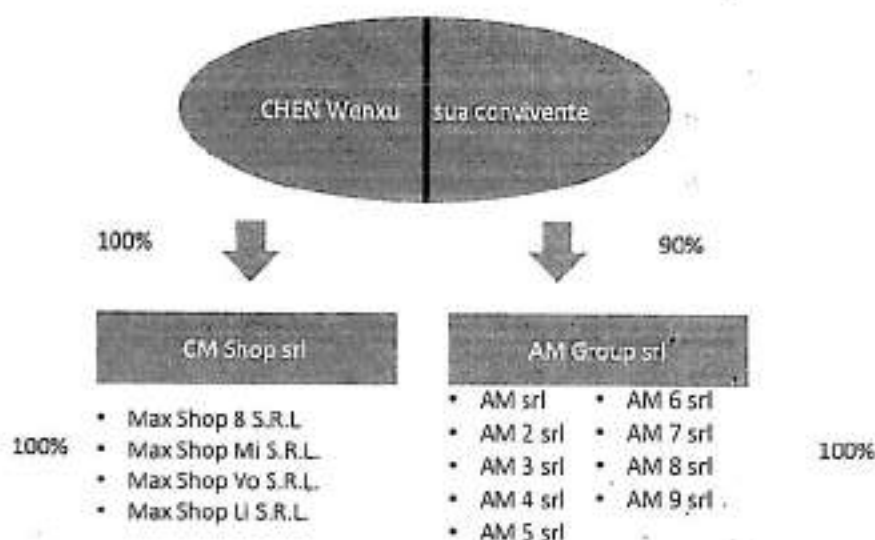 CHEN Wenxu sua convivente
100% 90%
CM Shop srl
AM Group srl
100%
• Max Shop 8 S.R.L
• Max Shop Mi S.R.L.
• Max Shop Vo S.R.L.
• Max Shop Li S.R.L.
• AM srl
• AM 2 srl
• AM 3 srl
• AM 4 srl
• AM 5 srl
• AM 6 srl
• AM 7 srl
• AM 8 srl
• AM 9 srl
100%